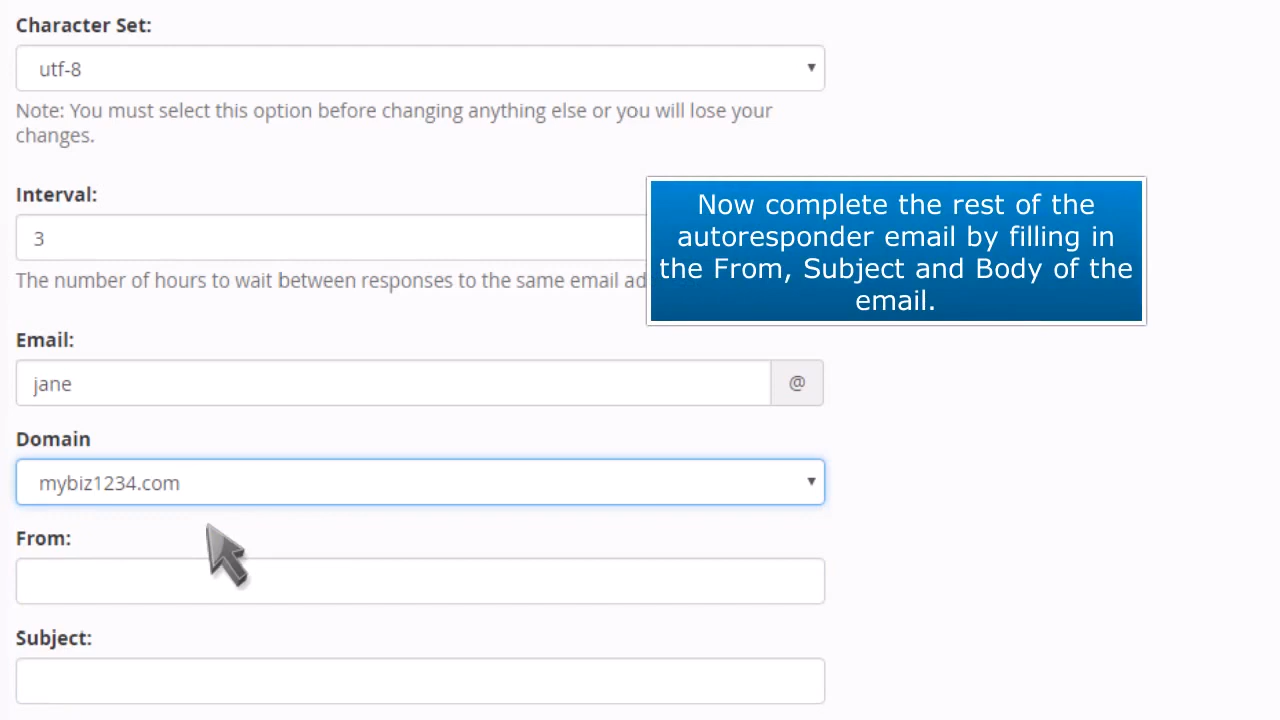 Character Set:
utf-8
Note: You must select this option before changing anything else or you will lose your
changes.
Interval:
3
The number of hours to wait between responses to the same email ad
Now complete the rest of the
autoresponder email by filling in
the From, Subject and Body of the
email.
Email:
jane
@
Domain
mybiz1234.com
From:
Subject: